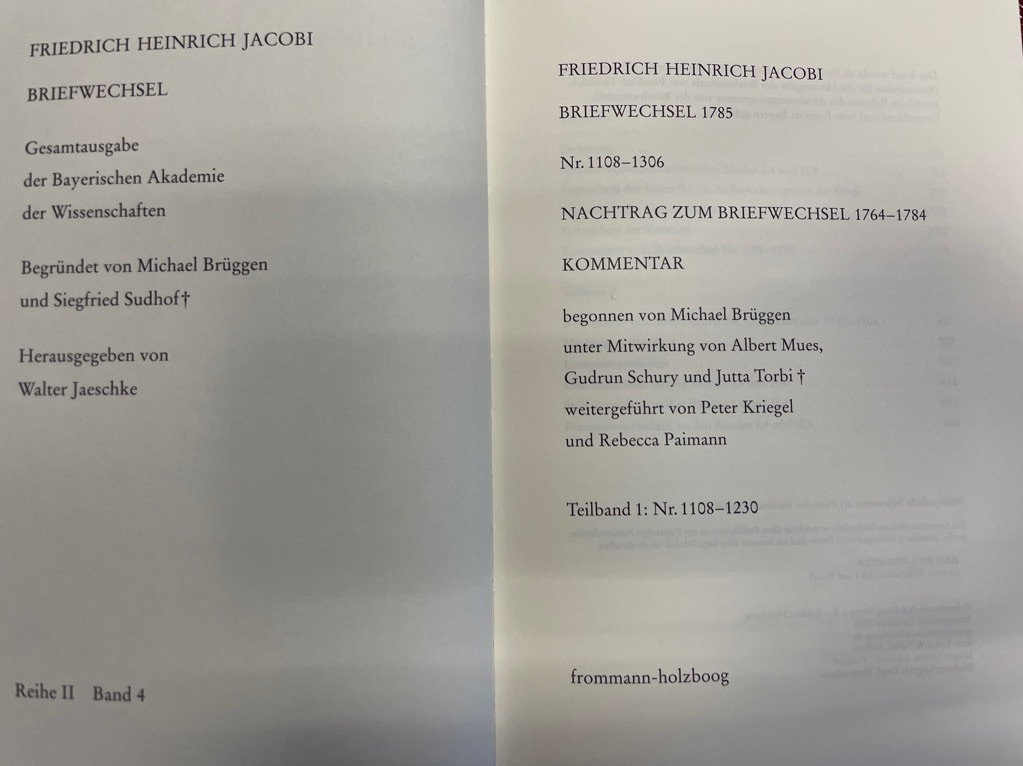 FRIEDRICH HEINRICH JACOBI
BRIEFWECHSEL
Gesamtausgabe
der Bayerischen Akademie
der Wissenschaften
Begründet von Michael Brüggen
und Siegfried Sudhof†
Herausgegeben von
Walter Jaeschke
Reihe II Band 4
FRIEDRICH HEINRICH JACOBI
BRIEFWECHSEL 1785
Nr. 1108–1306
NACHTRAG ZUM BRIEFWECHSEL 1764–1784
KOMMENTAR
begonnen von Michael Brüggen
unter Mitwirkung von Albert Mues,
Gudrun Schury und Jutta Torbi †
weitergeführt von Peter Kriegel
und Rebecca Paimann
Teilband 1: Nr. 1108–1230
frommann-holzboog